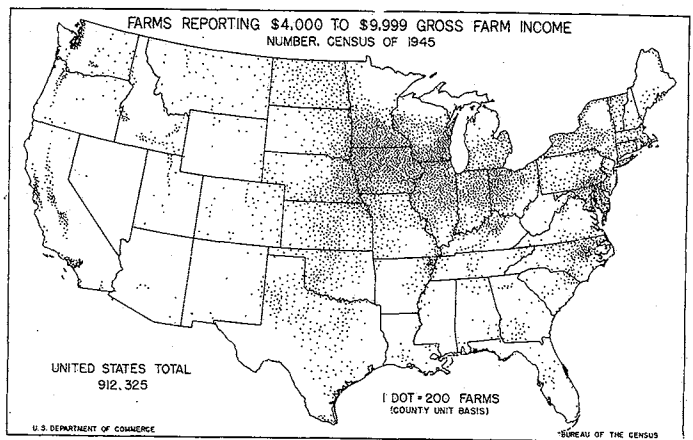 FARMS REPORTING $4,000 TO $9,999 GROSS FARM INCOME
NUMBER, CENSUS OF 1945
UNITED STATES TOTAL
912,325
1 DOT = 200 FARMS
(COUNTY UNIT BASIS)
U. S. DEPARTMENT OF COMMERCE
BUREAU OF THE CENSUS